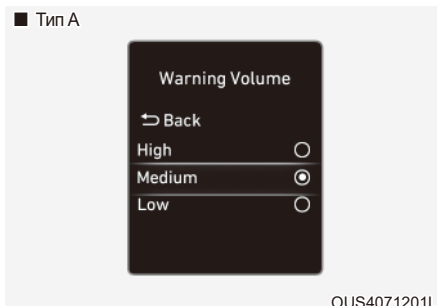 ■ Тип A
Warning Volume
⮌ Back
High
Medium
Low
OUS4071201L